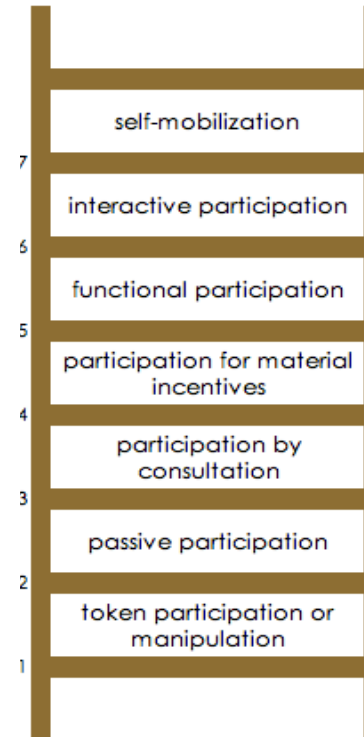 self-mobilization
7
interactive participation
6
functional participation
5
participation for material
incentives
4
participation by
consultation
3
passive participation
2
token participation or
manipulation
1